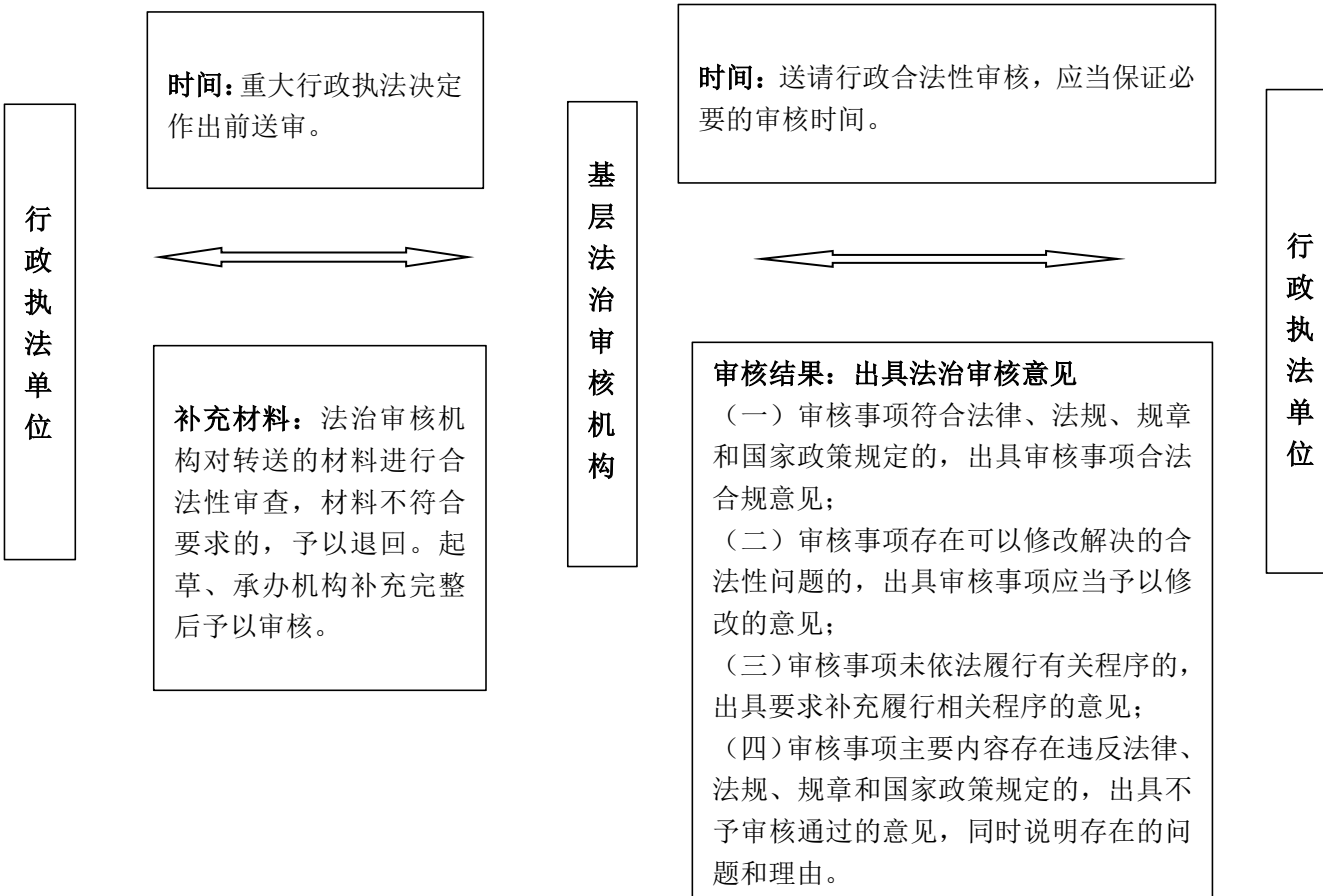 行政执法单位
时间：重大行政执法决定
作出前送审。
补充材料：法治审核机
构对转送的材料进行合
法性审查，材料不符合
要求的，予以退回。起
草、承办机构补充完整
后予以审核。
基层法治审核机构
时间：送请行政合法性审核，应当保证必
要的审核时间。
审核结果：出具法治审核意见
（一）审核事项符合法律、法规、规章
和国家政策规定的，出具审核事项合法
合规意见；
（二）审核事项存在可以修改解决的合
法性问题的，出具审核事项应当予以修
改的意见；
（三）审核事项未依法履行有关程序的，
出具要求补充履行相关程序的意见；
（四）审核事项主要内容存在违反法律、
法规、规章和国家政策规定的，出具不
予审核通过的意见，同时说明存在的问
题和理由。
行政执法单位